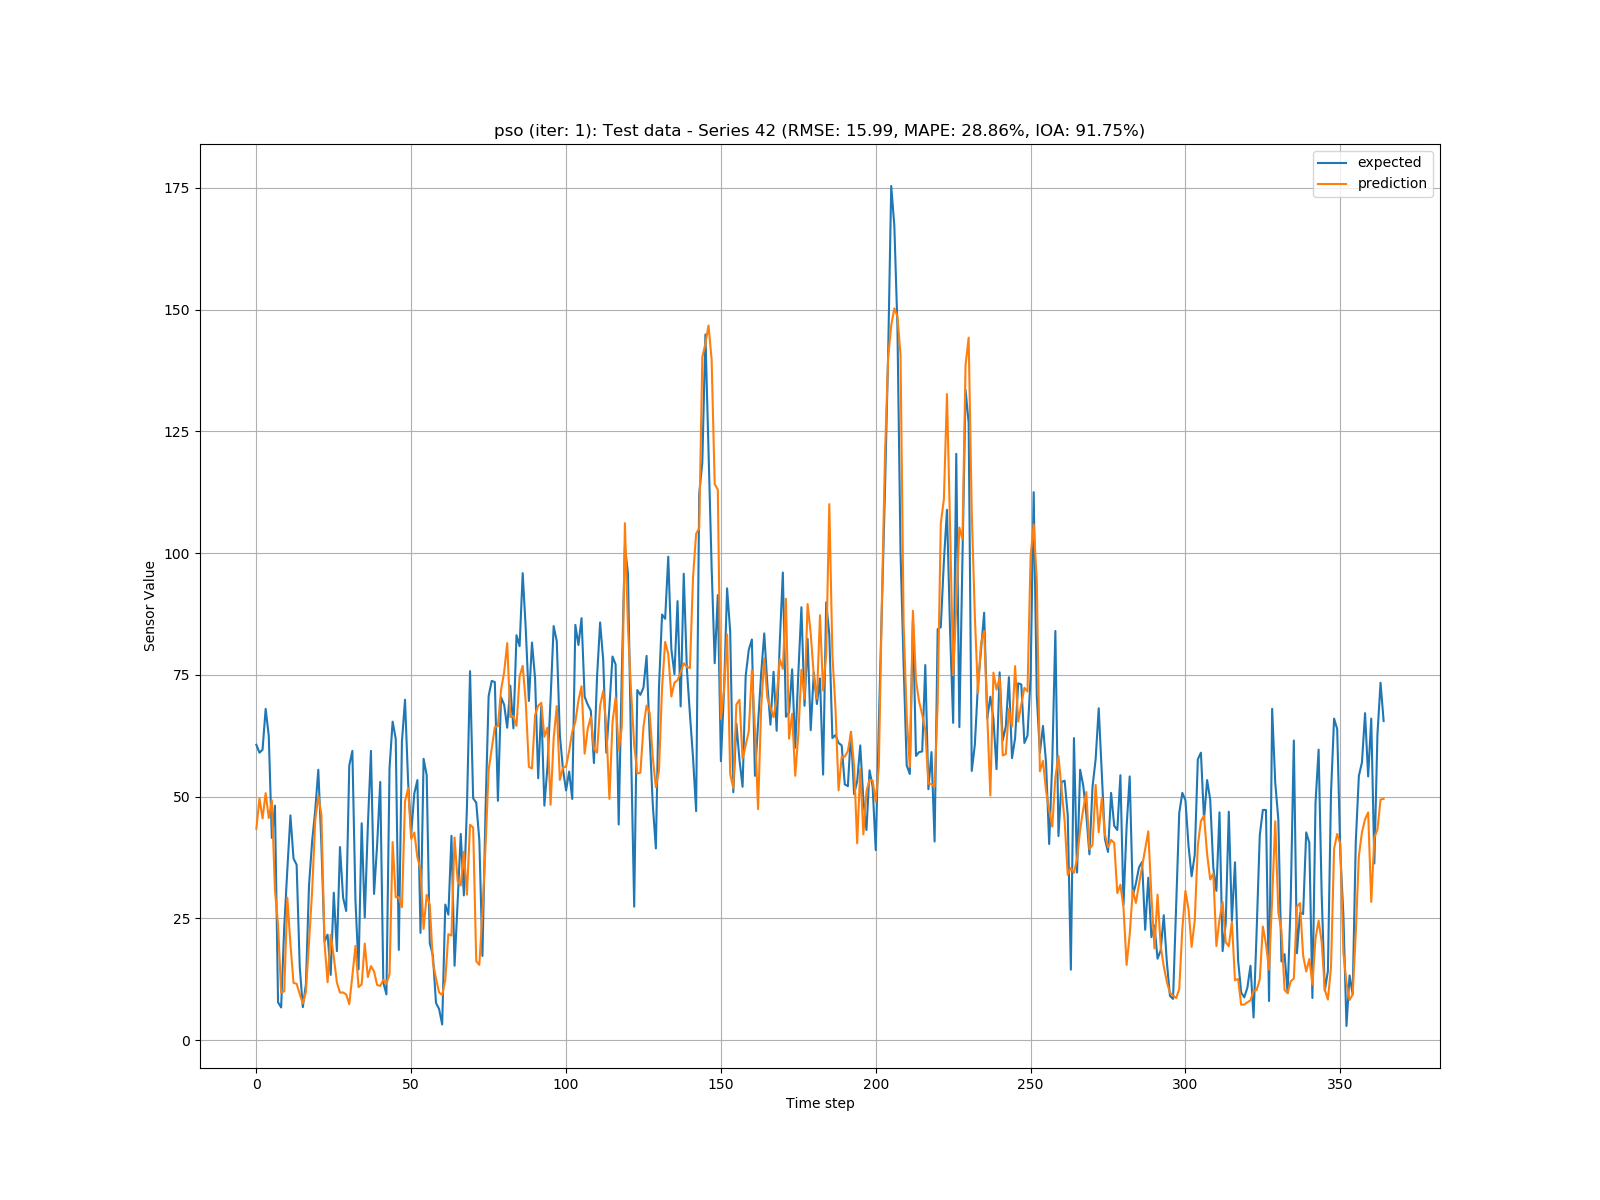 pso (iter: 1): Test data - Series 42 (RMSE: 15.99, MAPE: 28.86%, IOA: 91.75%)
expected
prediction
175
150
125
100
75
50
25
0
Sensor Value
0 50 100 150 200 250 300 350
Time step